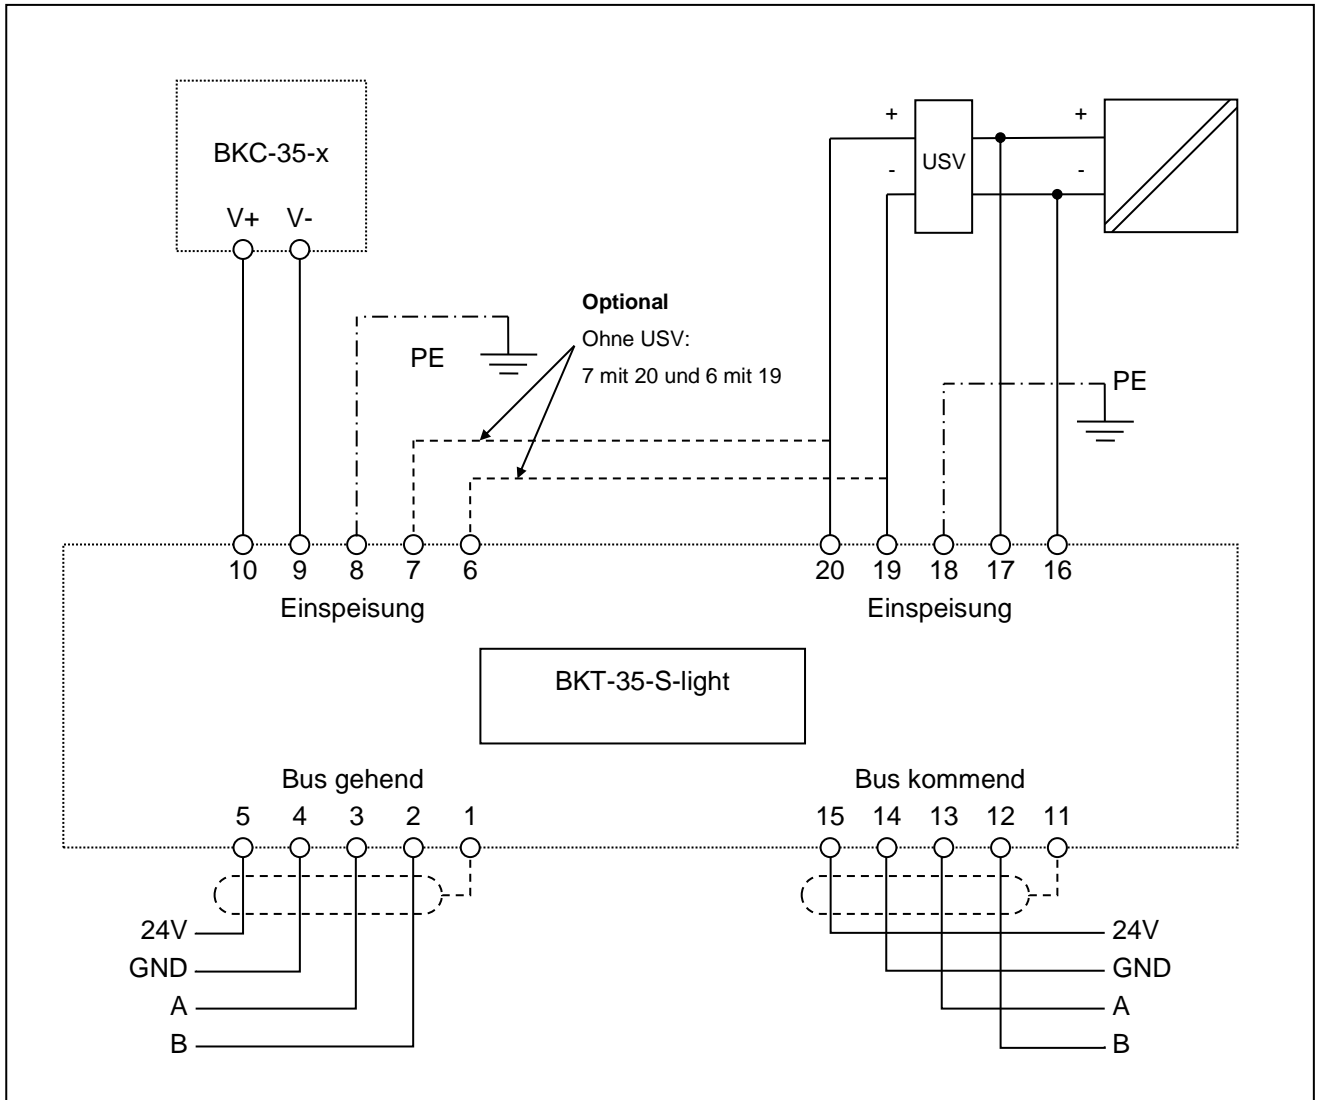 BKC-35-x
V+ V-
+ +
USV
- -
Optional
Ohne USV:
7 mit 20 und 6 mit 19
PE
PE
10 9 8 7 6
20 19 18 17 16
Einspeisung
Einspeisung
BKT-35-S-light
Bus gehend
Bus kommend
5 4 3 2 1
15 14 13 12 11
24V
GND
A
B
24V
GND
A
B